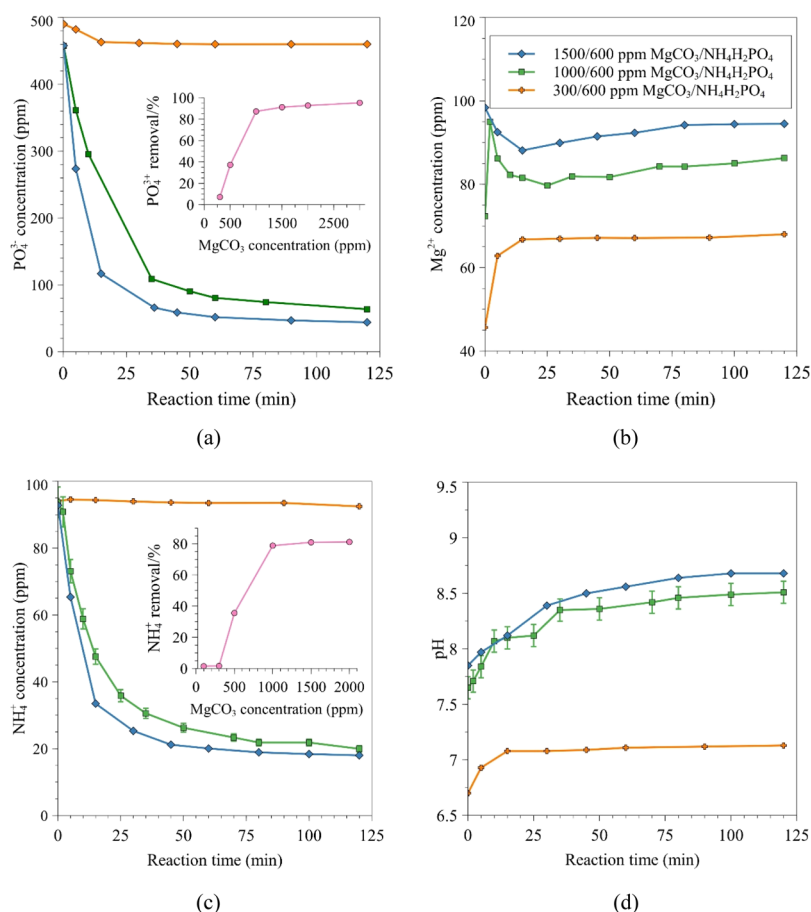 500
400
300
200
100
0
PO₄³⁻ concentration (ppm)
0 25 50 75 100 125
Reaction time (min)
100
80
60
40
20
0
PO₄³⁺ removal/%
0 500 1000 1500 2000 2500
MgCO₃ concentration (ppm)
(a)
120
100
80
60
40
Mg²⁺ concentration (ppm)
1500/600 ppm MgCO₃/NH₄H₂PO₄
1000/600 ppm MgCO₃/NH₄H₂PO₄
300/600 ppm MgCO₃/NH₄H₂PO₄
0 25 50 75 100 125
Reaction time (min)
(b)
100
80
60
40
20
0
NH₄⁺ concentration (ppm)
80
60
40
20
0
NH₄⁺ removal/%
0 500 1000 1500 2000
MgCO₃ concentration (ppm)
0 25 50 75 100 125
Reaction time (min)
(c)
9.5
9
8.5
8
7.5
7
6.5
pH
0 25 50 75 100 125
Reaction time (min)
(d)